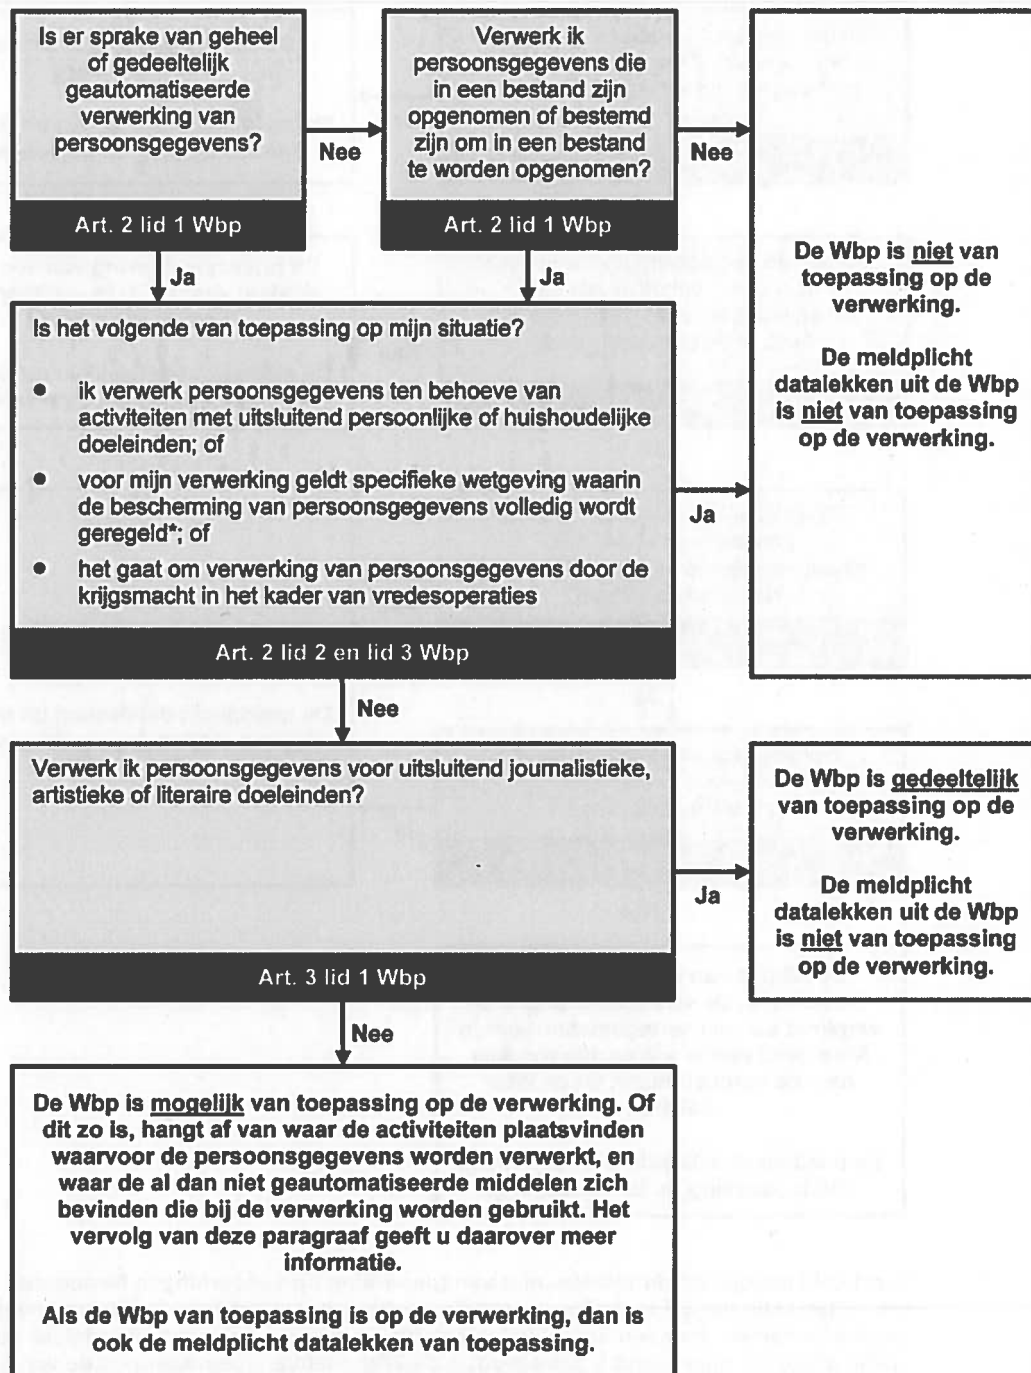 Is er sprake van geheel
of gedeeltelijk
geautomatiseerde
verwerking van
persoonsgegevens?
Art. 2 lid 1 Wbp
Nee
Verwerk ik
persoonsgegevens die
in een bestand zijn
opgenomen of bestemd
zijn om in een bestand
te worden opgenomen?
Art. 2 lid 1 Wbp
Nee
De Wbp is niet van
toepassing op de
verwerking.
De meldplicht
datalekken uit de Wbp
is niet van toepassing
op de verwerking.
Ja
Ja
Is het volgende van toepassing op mijn situatie?
• ik verwerk persoonsgegevens ten behoeve van
activiteiten met uitsluitend persoonlijke of huishoudelijke
doeleinden; of
• voor mijn verwerking geldt specifieke wetgeving waarin
de bescherming van persoonsgegevens volledig wordt
geregeld*; of
• het gaat om verwerking van persoonsgegevens door de
krijgsmacht in het kader van vredesoperaties
Art. 2 lid 2 en lid 3 Wbp
Ja
Nee
Verwerk ik persoonsgegevens voor uitsluitend journalistieke,
artistieke of literaire doeleinden?
Art. 3 lid 1 Wbp
Ja
De Wbp is gedeeltelijk
van toepassing op de
verwerking.
De meldplicht
datalekken uit de Wbp
is niet van toepassing
op de verwerking.
Nee
De Wbp is mogelijk van toepassing op de verwerking. Of
dit zo is, hangt af van waar de activiteiten plaatsvinden
waarvoor de persoonsgegevens worden verwerkt, en
waar de al dan niet geautomatiseerde middelen zich
bevinden die bij de verwerking worden gebruikt. Het
vervolg van deze paragraaf geeft u daarover meer
informatie.
Als de Wbp van toepassing is op de verwerking, dan is
ook de meldplicht datalekken van toepassing.